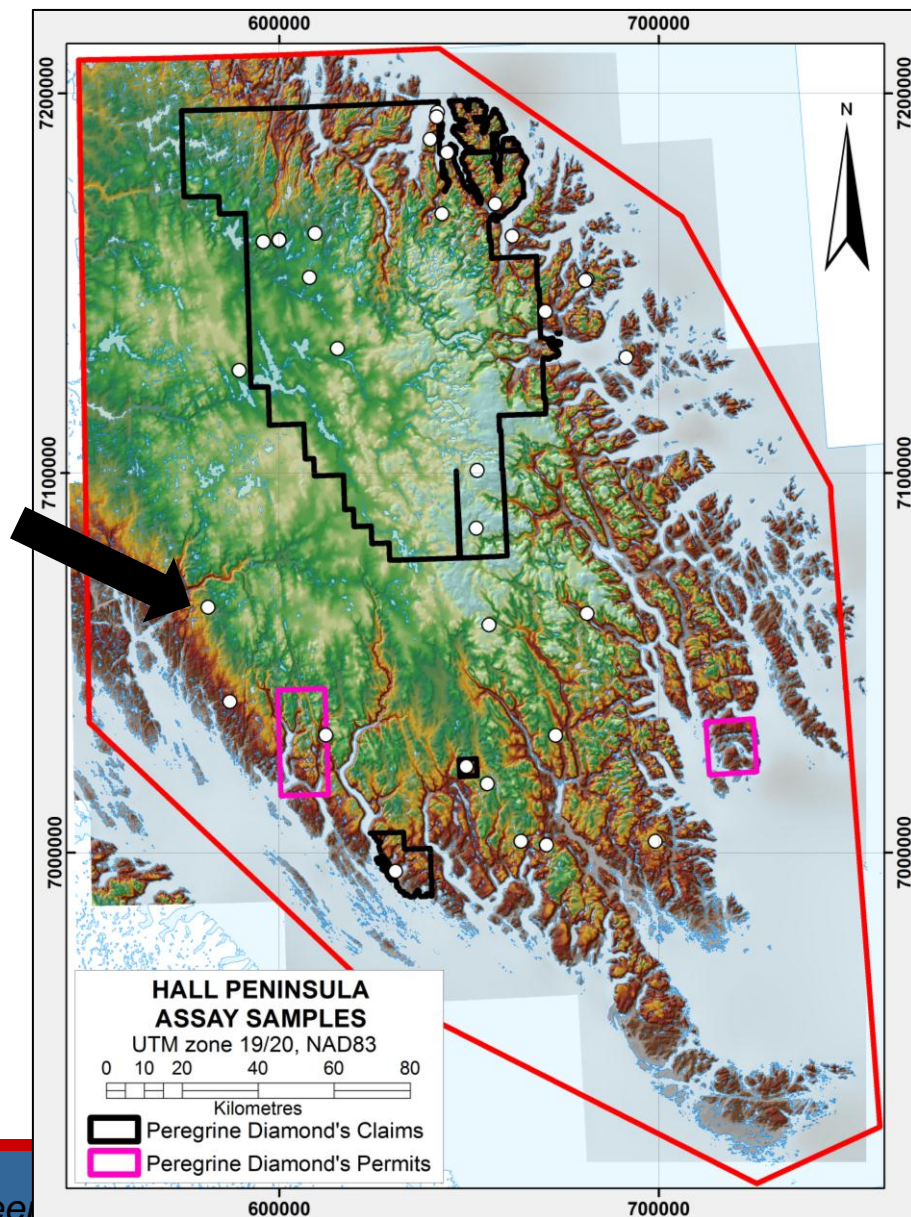 600000 700000
7200000 7200000
N
7100000 7100000
7000000 7000000
HALL PENINSULA
ASSAY SAMPLES
UTM zone 19/20, NAD83
0 10 20 40 60 80
Kilometres
Peregrine Diamond's Claims
Peregrine Diamond's Permits
600000 700000